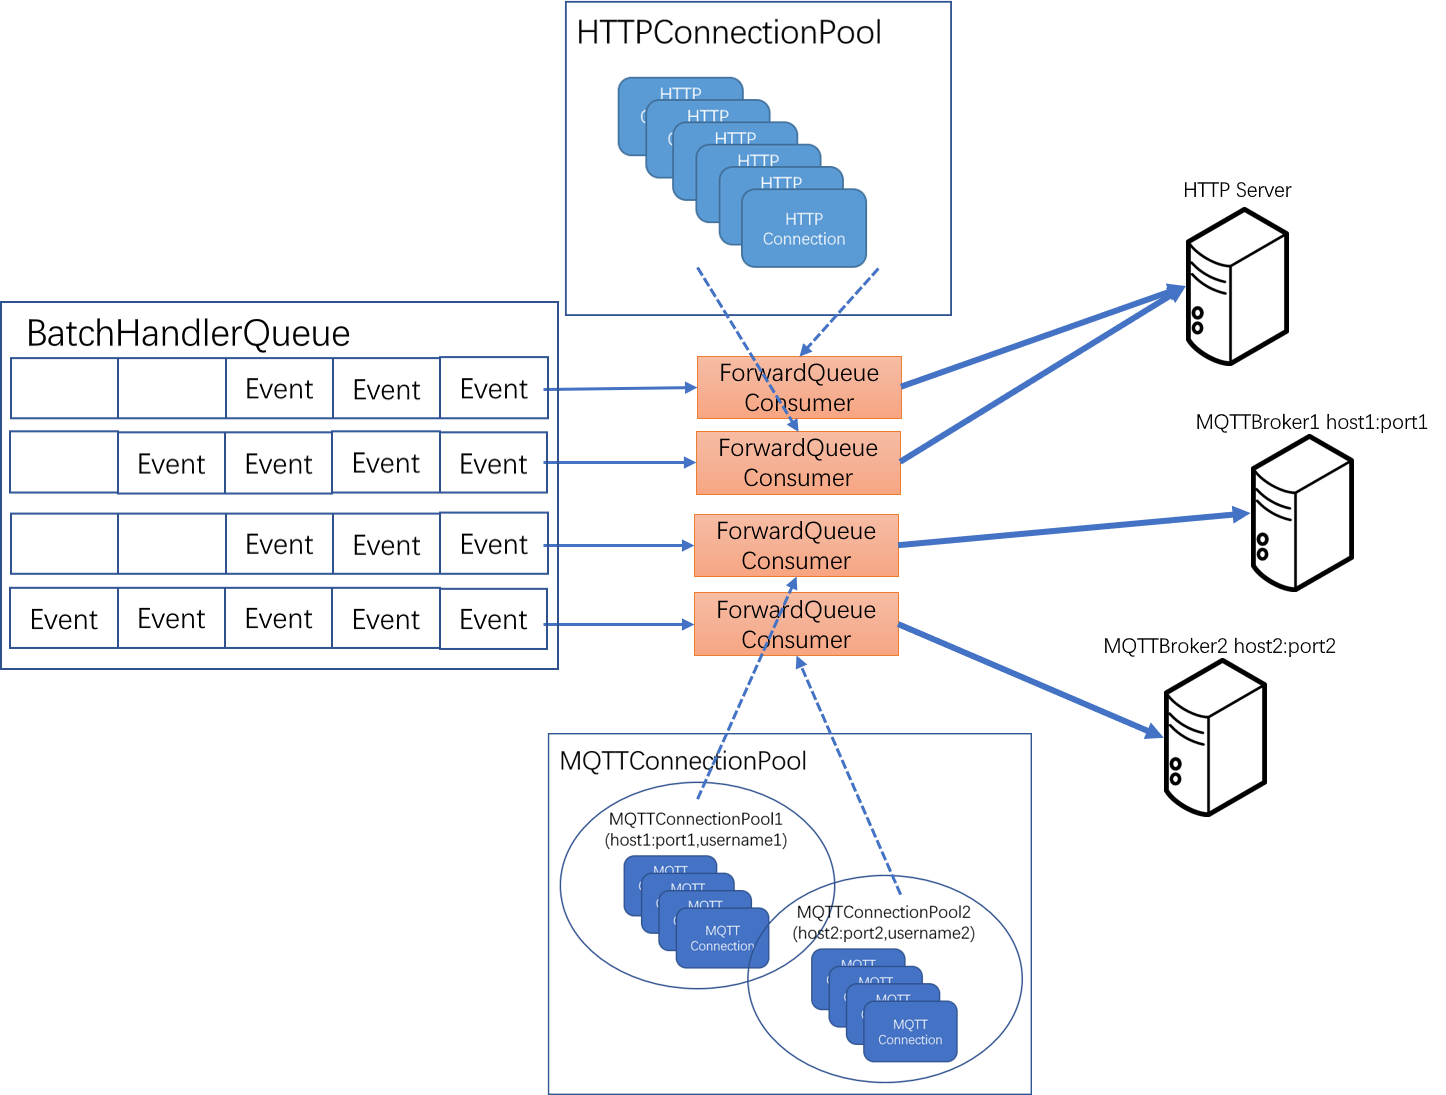 HTTPConnectionPool
HTTP
HTTP
HTTP
HTTP
HTTP
HTTP
Connection
HTTP Server
BatchHandlerQueue
Event
Event
Event
ForwardQueue
Consumer
Event
Event
Event
Event
ForwardQueue
Consumer
MQTTBroker1 host1:port1
Event
Event
Event
ForwardQueue
Consumer
Event
Event
Event
Event
Event
ForwardQueue
Consumer
MQTTBroker2 host2:port2
MQTTConnectionPool
MQTTConnectionPool1
(host1:port1,username1)
MQTT
MQTT
MQTT
MQTT
Connection
MQTTConnectionPool2
(host2:port2,username2)
MQTT
MQTT
MQTT
MQTT
Connection